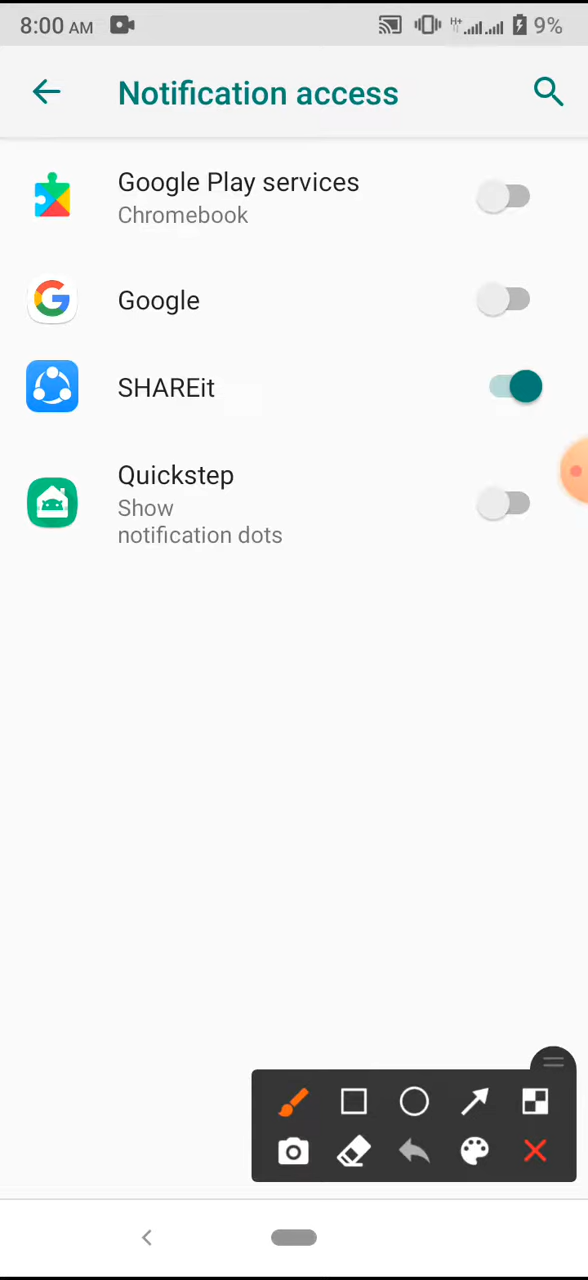 8:00 AM
9%
Notification access
Google Play services
Chromebook
Google
SHAREit
Quickstep
Show
notification dots